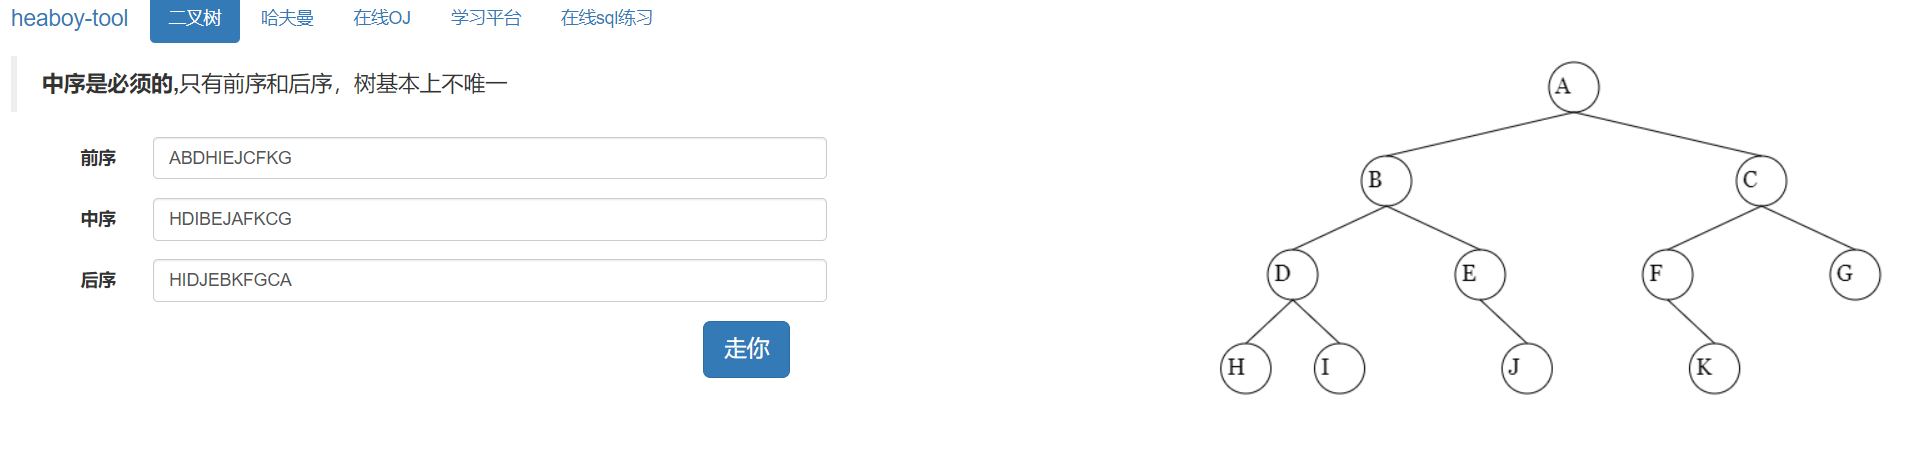 heaboy-tool 二叉树 哈夫曼 在线OJ 学习平台 在线sql练习
中序是必须的,只有前序和后序，树基本上不唯一
前序 ABDHIEJCFKG
中序 HDIBEJAFKCG
后序 HIDJEBKFGCA
走你
A
B C
D E F G
H I J K